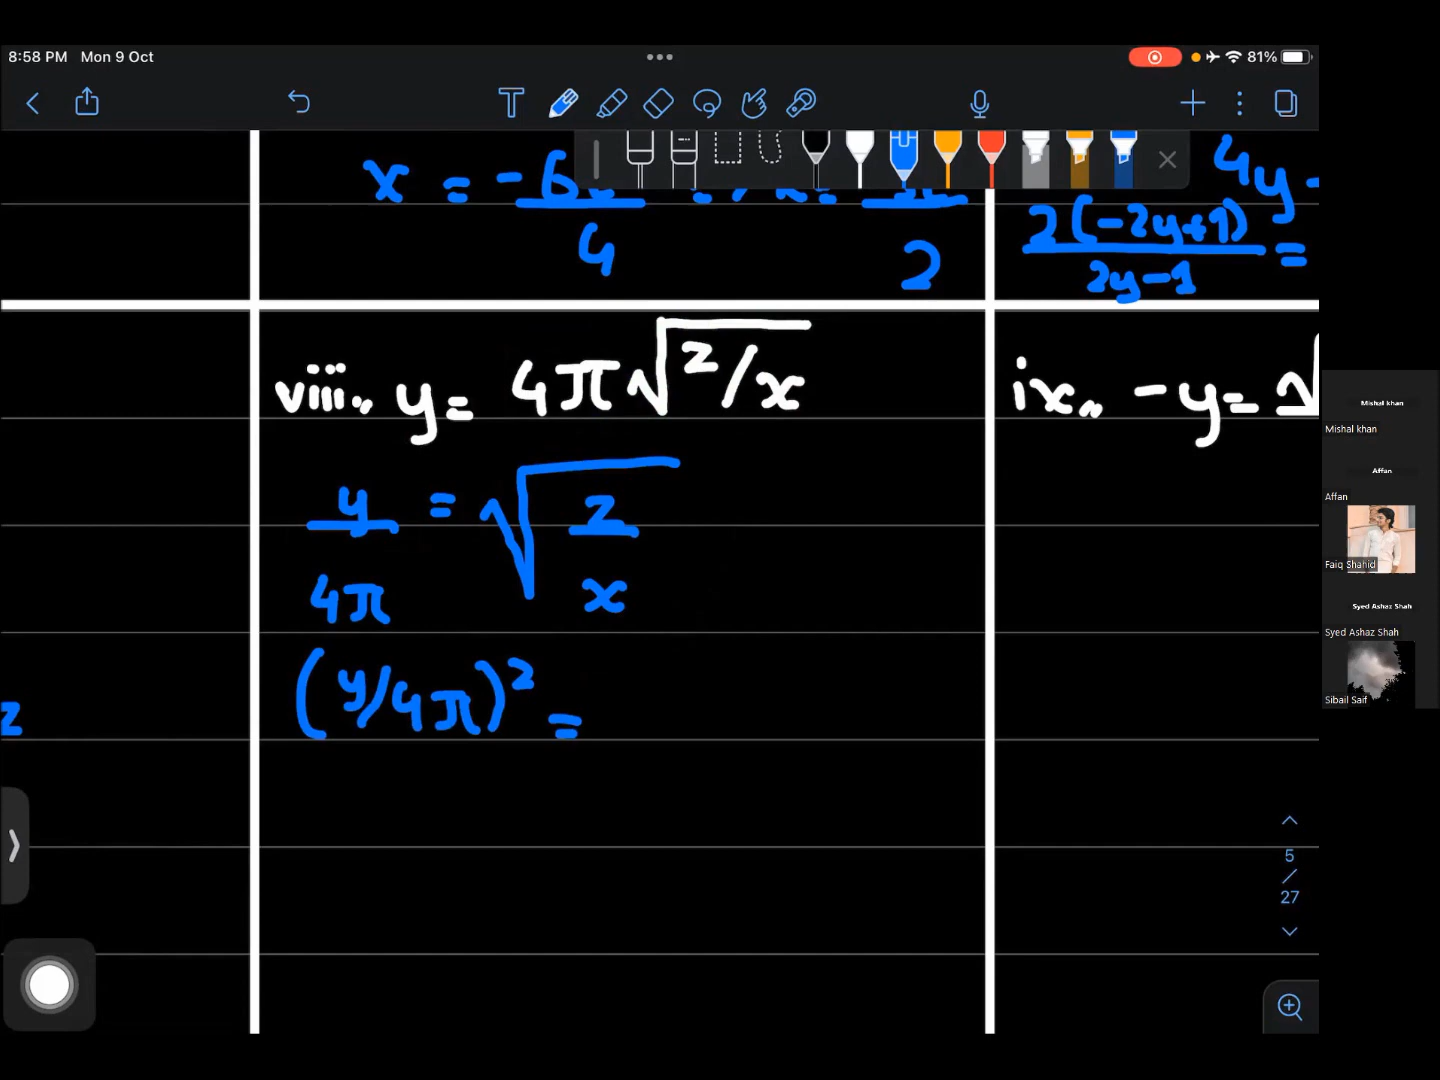 8:58 PM Mon 9 Oct
81%
x = -6
4
2
4y -
2(-2y+1) =
2y-1
viii.. y = 4π√2/x
ix.. -y = √
y = √2
4π x
(y/4π)² =
2
5
/
27
Mishal khan
Mishal khan
Affan
Affan
Faiq Shahid
Syed Ashaz Shah
Syed Ashaz Shah
Sibail Saif